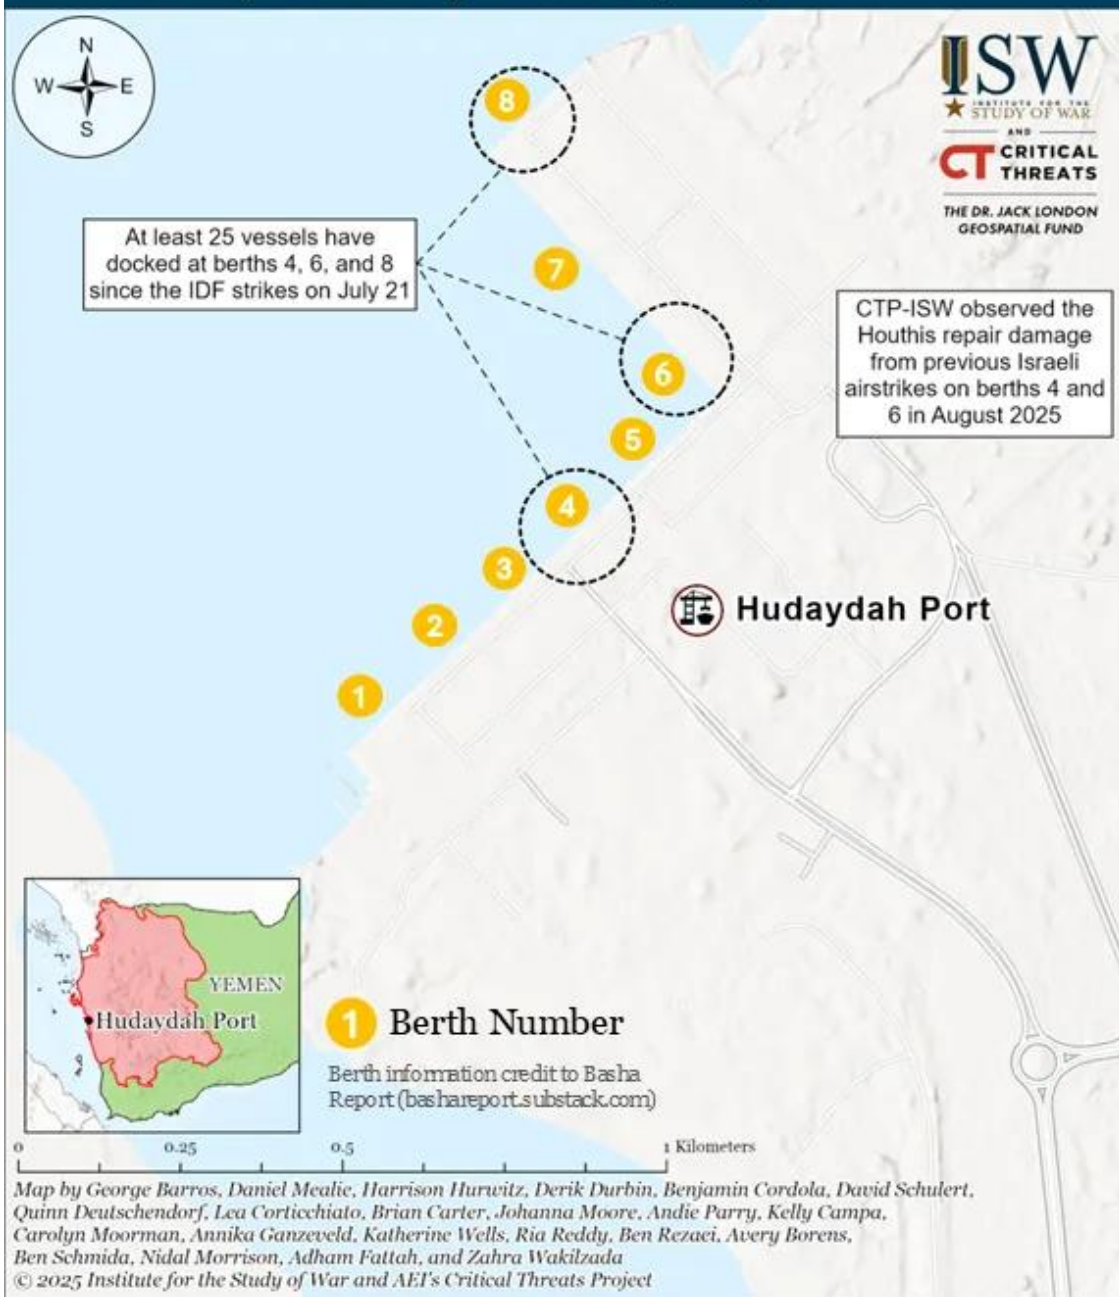 N
W E
S
ISW
INSTITUTE FOR THE
STUDY OF WAR
AND
CT CRITICAL
THREATS
THE DR. JACK LONDON
GEOSPATIAL FUND
8
At least 25 vessels have
docked at berths 4, 6, and 8
since the IDF strikes on July 21
7
CTP-ISW observed the
Houthis repair damage
from previous Israeli
airstrikes on berths 4 and
6 in August 2025
6
5
4
3
Hudaydah Port
2
1
YEMEN
Hudaydah Port
1 Berth Number
Berth information credit to Basha
Report (bashareport.substack.com)
0 0.25 0.5 1 Kilometers
Map by George Barros, Daniel Mealie, Harrison Hurwitz, Derik Durbin, Benjamin Cordola, David Schulert,
Quinn Deutschendorf, Lea Corticchiato, Brian Carter, Johanna Moore, Andie Parry, Kelly Campa,
Carolyn Moorman, Annika Ganzeveld, Katherine Wells, Ria Reddy, Ben Rezaei, Avery Borens,
Ben Schmida, Nidal Morrison, Adham Fattah, and Zahra Wakilzada
© 2025 Institute for the Study of War and AEI's Critical Threats Project